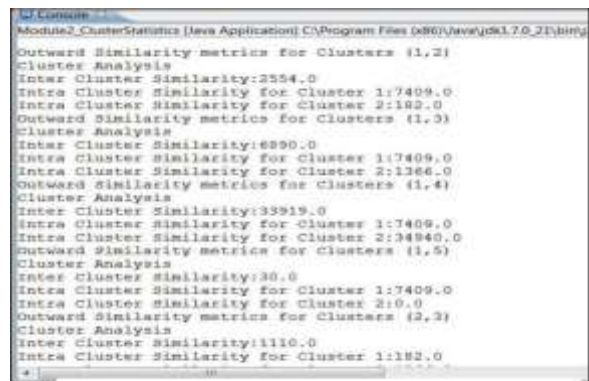 Console
Module2_ClusterStatistics [Java Application] C:\Program Files (x86)\Java\jdk1.7.0_21\bin\j
Outward Similarity metrics for Clusters (1,2)
Cluster Analysis
Inter Cluster Similarity:2554.0
Intra Cluster Similarity for Cluster 1:7409.0
Intra Cluster Similarity for Cluster 2:182.0
Outward Similarity metrics for Clusters (1,3)
Cluster Analysis
Inter Cluster Similarity:6890.0
Intra Cluster Similarity for Cluster 1:7409.0
Intra Cluster Similarity for Cluster 2:1366.0
Outward Similarity metrics for Clusters (1,4)
Cluster Analysis
Inter Cluster Similarity:33919.0
Intra Cluster Similarity for Cluster 1:7409.0
Intra Cluster Similarity for Cluster 2:34940.0
Outward Similarity metrics for Clusters (1,5)
Cluster Analysis
Inter Cluster Similarity:30.0
Intra Cluster Similarity for Cluster 1:7409.0
Intra Cluster Similarity for Cluster 2:0.0
Outward Similarity metrics for Clusters (2,3)
Cluster Analysis
Inter Cluster Similarity:1110.0
Intra Cluster Similarity for Cluster 1:182.0